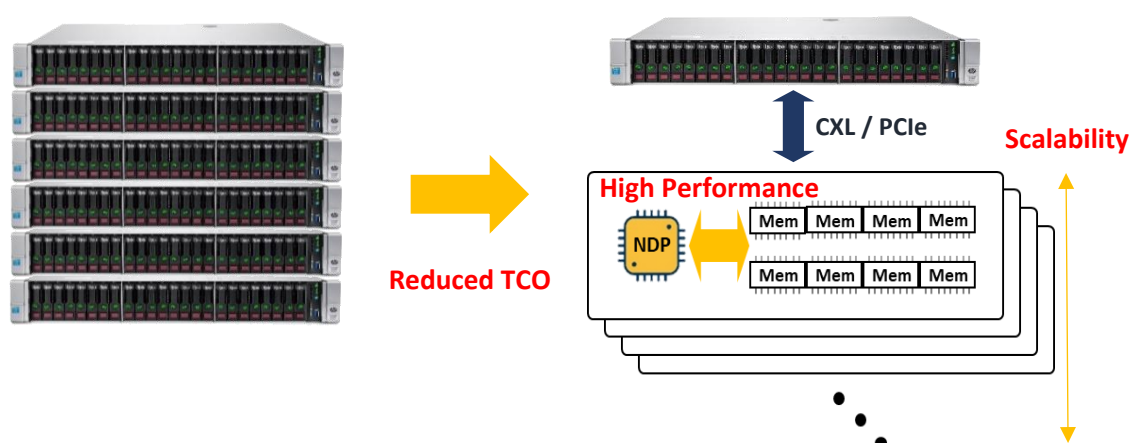 CXL / PCIe
Scalability
High Performance
NDP
Mem Mem Mem Mem
Mem Mem Mem Mem
Reduced TCO